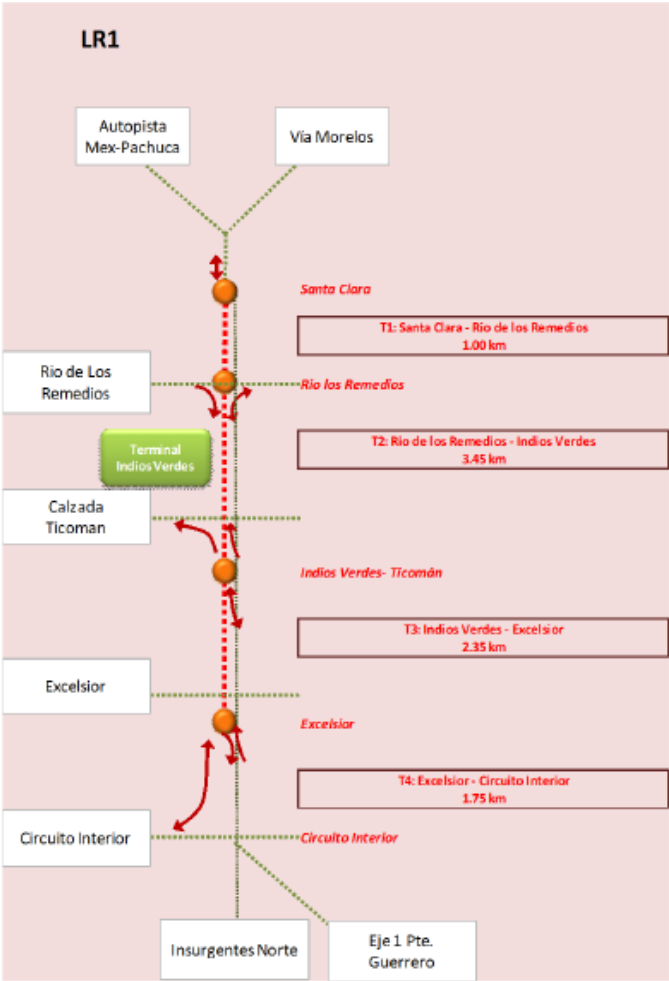 LR1
Autopista
Mex-Pachuca
Vía Morelos
Santa Clara
T1: Santa Clara - Rio de los Remedios
1.00 km
Rio de Los
Remedios
Rio los Remedios
Terminal
Indios Verdes
T2: Rio de los Remedios - Indios Verdes
3.45 km
Calzada
Ticoman
Indios Verdes- Ticomán
T3: Indios Verdes - Excelsior
2.35 km
Excelsior
Excelsior
T4: Excelsior - Circuito Interior
1.75 km
Circuito Interior
Circuito Interior
Insurgentes Norte
Eje 1 Pte.
Guerrero